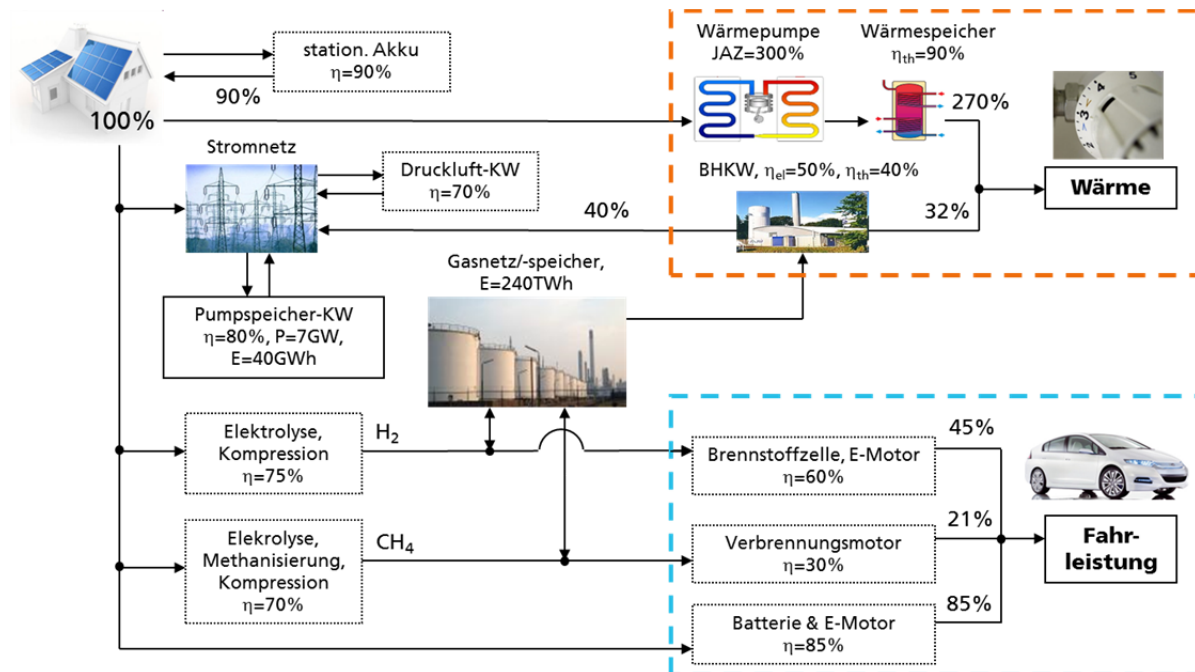 station. Akku
η=90%
90%
100%
Wärmepumpe
JAZ=300%
Wärmespeicher
ηth=90%
270%
Wärme
Stromnetz
Druckluft-KW
η=70%
BHKW, ηel=50%, ηth=40%
40%
32%
Gasnetz/-speicher,
E=240TWh
Pumpspeicher-KW
η=80%, P=7GW,
E=40GWh
Elektrolyse,
Kompression
η=75%
H2
Brennstoffzelle, E-Motor
η=60%
45%
Elekrolyse,
Methanisierung,
Kompression
η=70%
CH4
Verbrennungsmotor
η=30%
21%
Fahr-
leistung
Batterie & E-Motor
η=85%
85%